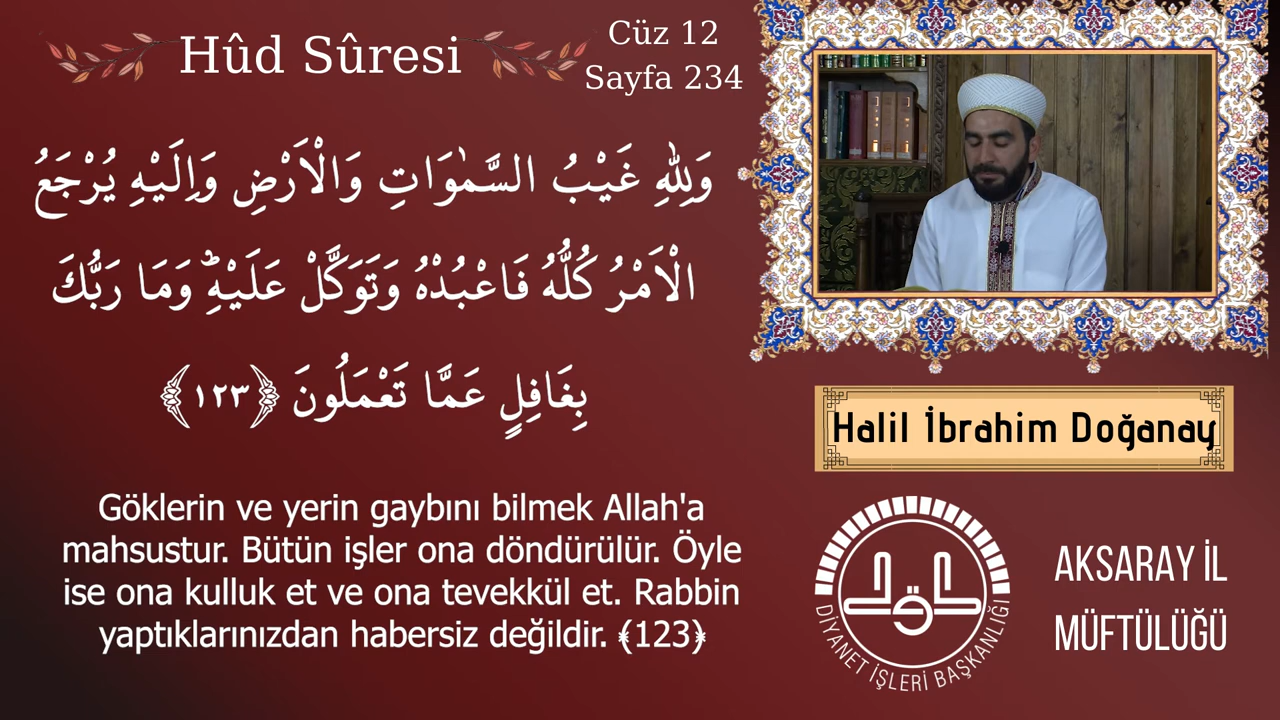 Hûd Sûresi
Cüz 12
Sayfa 234
وَلِلّٰهِ غَيْبُ السَّمٰوَاتِ وَالْاَرْضِ وَاِلَيْهِ يُرْجَعُ
الْاَمْرُ كُلُّهُ فَاعْبُدْهُ وَتَوَكَّلْ عَلَيْهِۜ وَمَا رَبُّكَ
بِغَافِلٍ عَمَّا تَعْمَلُونَ ﴿١٢٣﴾
Göklerin ve yerin gaybını bilmek Allah'a
mahsustur. Bütün işler ona döndürülür. Öyle
ise ona kulluk et ve ona tevekkül et. Rabbin
yaptıklarınızdan habersiz değildir. ﴾123﴿
Halil İbrahim Doğanay
DİYANET İŞLERİ BAŞKANLIĞI
AKSARAY İL
MÜFTÜLÜĞÜ